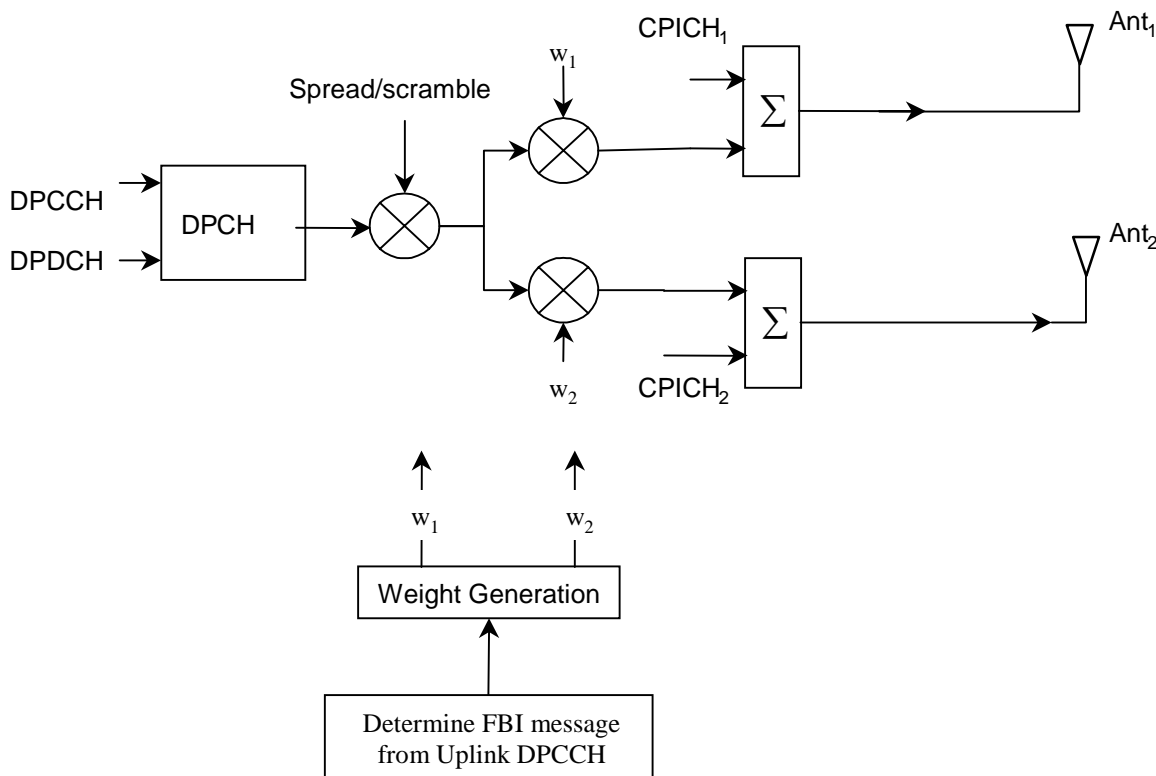 CPICH₁
Ant₁
w₁
Spread/scramble
Σ
DPCCH
DPCH
DPDCH
Ant₂
Σ
w₂
CPICH₂
w₁
w₂
Weight Generation
Determine FBI message
from Uplink DPCCH